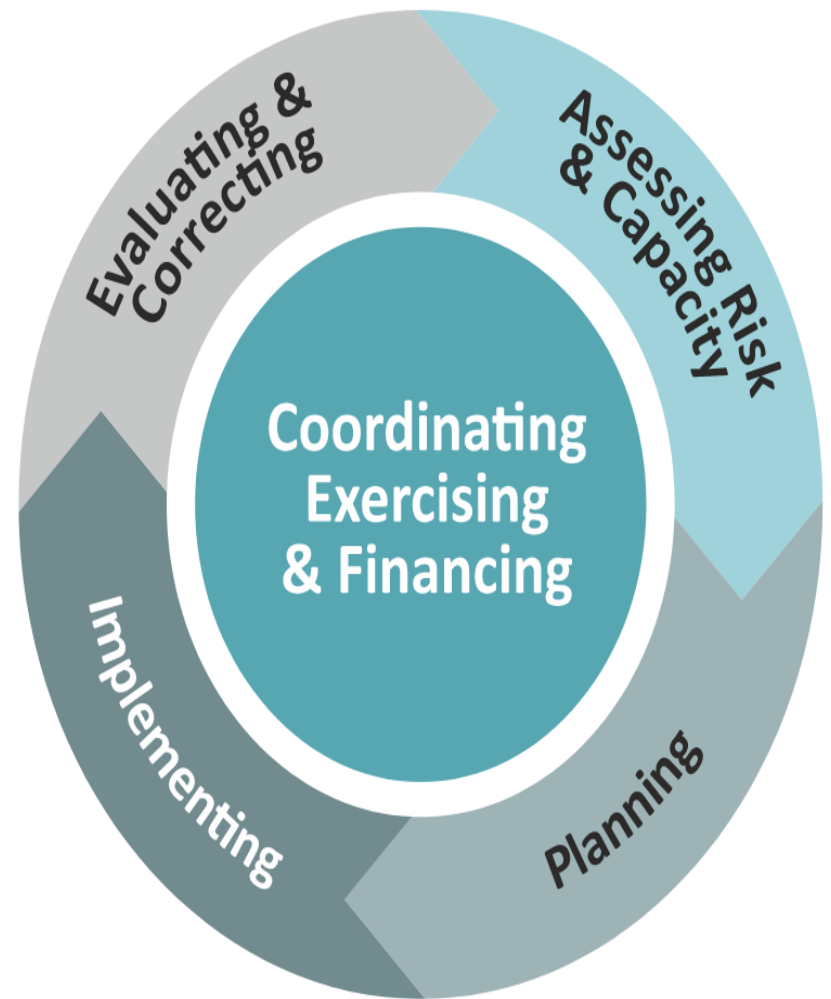 Evaluating &
Correcting
Assessing Risk
& Capacity
Coordinating
Exercising
& Financing
Implementing
Planning